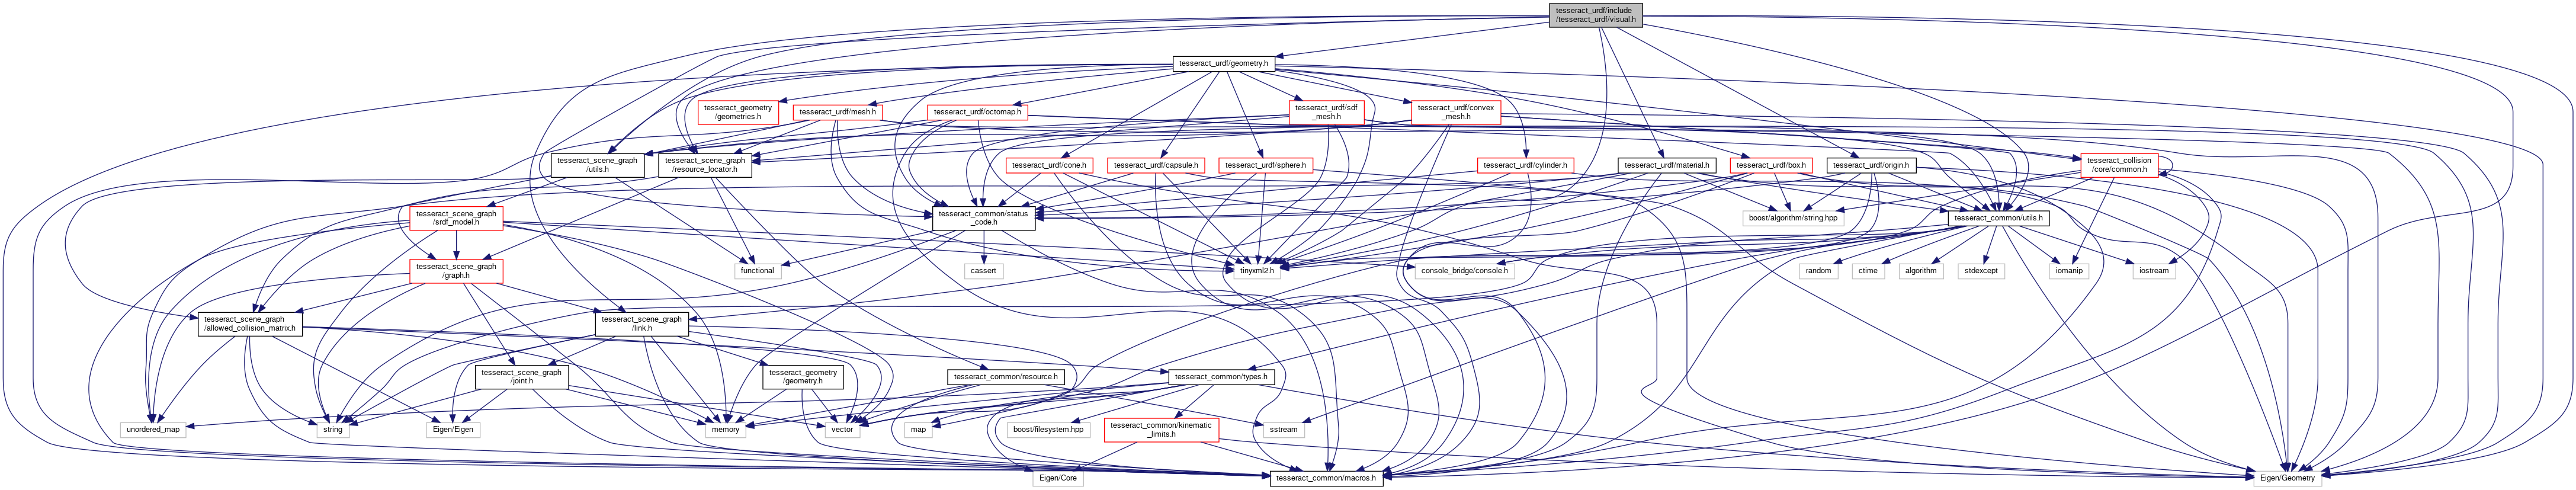 tesseract_urdf/include
/tesseract_urdf/visual.h
tesseract_urdf/geometry.h
tesseract_geometry
/geometries.h
tesseract_urdf/mesh.h
tesseract_urdf/octomap.h
tesseract_urdf/sdf
_mesh.h
tesseract_urdf/convex
_mesh.h
tesseract_scene_graph
/utils.h
tesseract_scene_graph
/resource_locator.h
tesseract_urdf/cone.h
tesseract_urdf/capsule.h
tesseract_urdf/sphere.h
tesseract_urdf/cylinder.h
tesseract_urdf/material.h
tesseract_urdf/box.h
tesseract_urdf/origin.h
tesseract_collision
/core/common.h
tesseract_scene_graph
/srdf_model.h
tesseract_common/status
_code.h
boost/algorithm/string.hpp
tesseract_common/utils.h
tesseract_scene_graph
/graph.h
functional
cassert
tinyxml2.h
console_bridge/console.h
random
ctime
algorithm
stdexcept
iomanip
iostream
tesseract_scene_graph
/allowed_collision_matrix.h
tesseract_scene_graph
/link.h
tesseract_scene_graph
/joint.h
tesseract_geometry
/geometry.h
tesseract_common/resource.h
tesseract_common/types.h
unordered_map
string
Eigen/Eigen
memory
vector
map
boost/filesystem.hpp
tesseract_common/kinematic
_limits.h
sstream
Eigen/Core
tesseract_common/macros.h
Eigen/Geometry